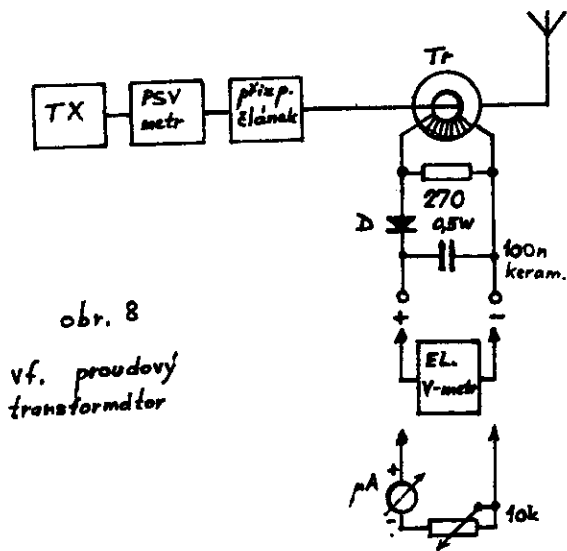 Tr
TX
PSV
metr
přizp.
článek
270
0,5W
D
100n
keram.
+
-
obr. 8
vf. proudový
transformátor
EL.
V-metr
+
µA
-
10k